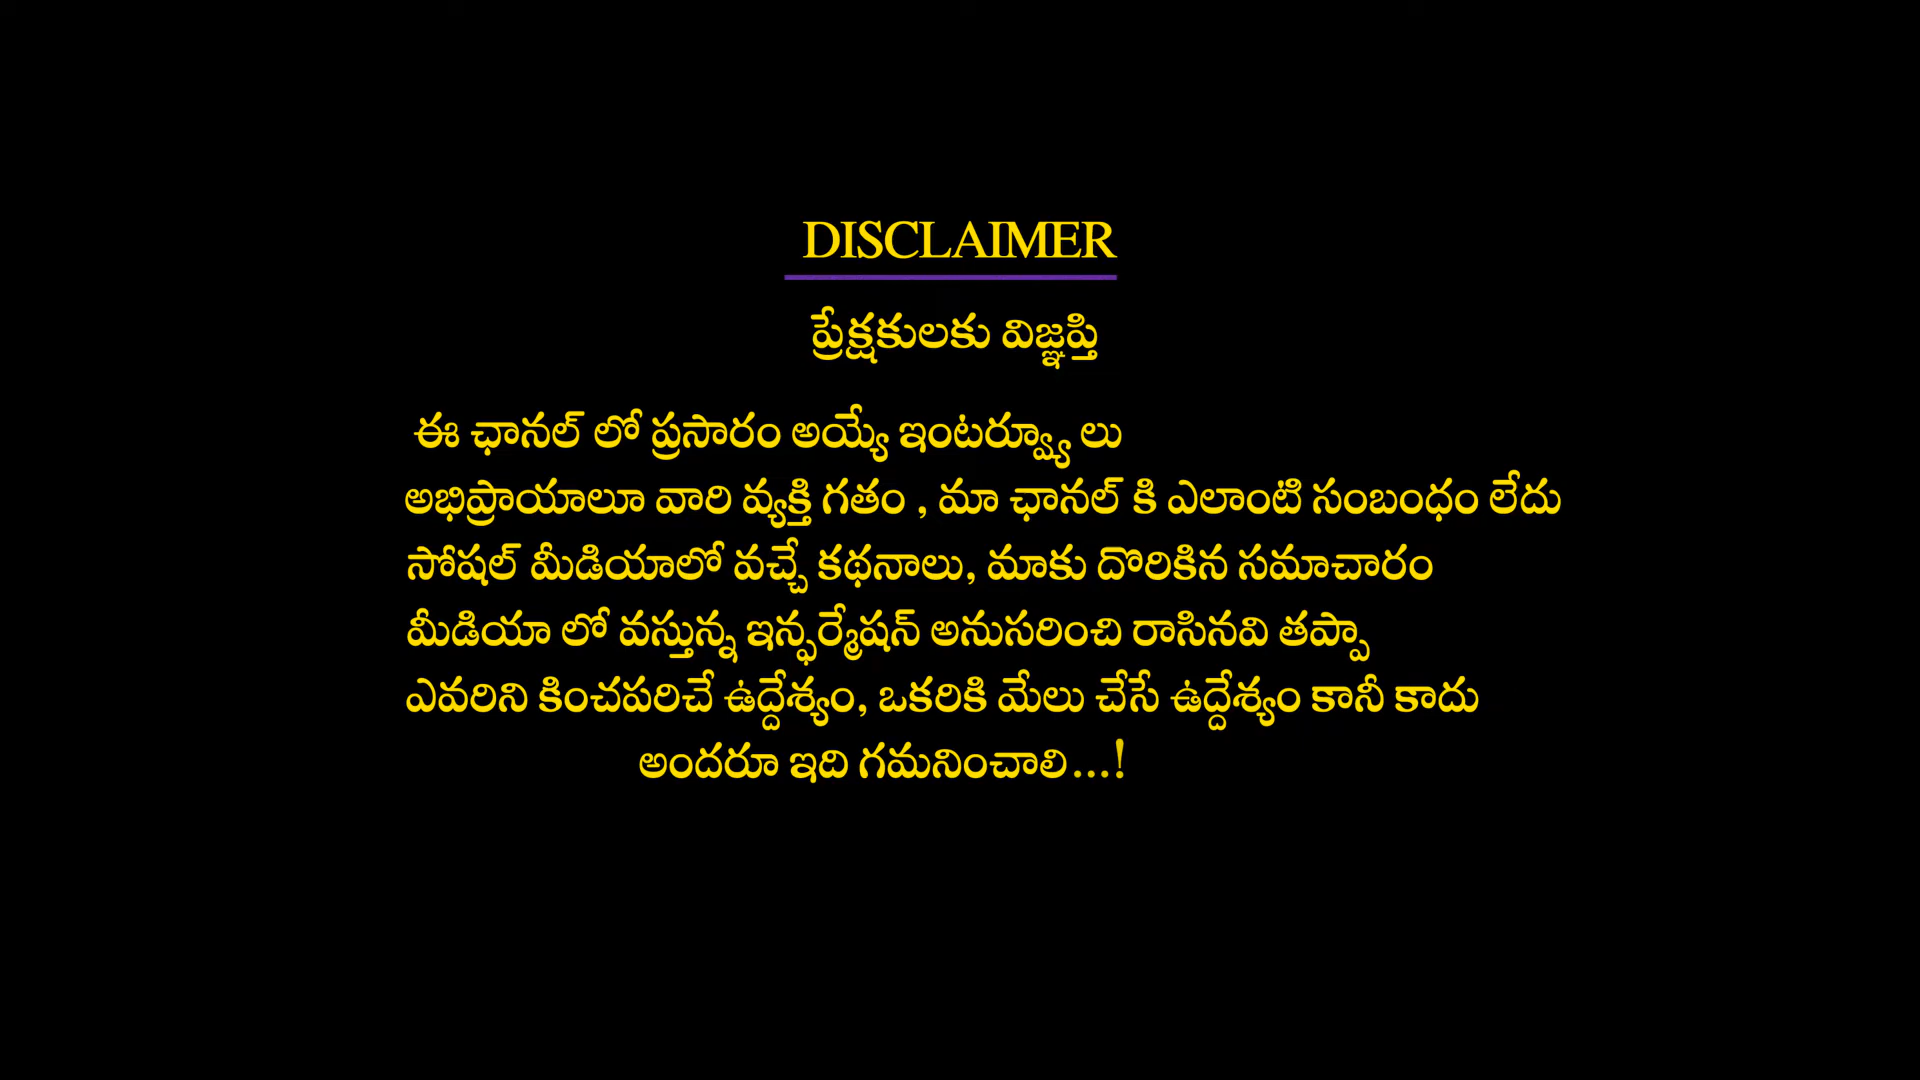 DISCLAIMER
ప్రేక్షకులకు విజ్ఞప్తి
ఈ ఛానల్ లో ప్రసారం అయ్యే ఇంటర్వ్యూ లు
అభిప్రాయాలూ వారి వ్యక్తి గతం , మా ఛానల్ కి ఎలాంటి సంబంధం లేదు
సోషల్ మీడియాలో వచ్చే కథనాలు, మాకు దొరికిన సమాచారం
మీడియా లో వస్తున్న ఇన్ఫర్మేషన్ అనుసరించి రాసినవి తప్పా
ఎవరిని కించపరిచే ఉద్దేశ్యం, ఒకరికి మేలు చేసే ఉద్దేశ్యం కానీ కాదు
అందరూ ఇది గమనించాలి...!